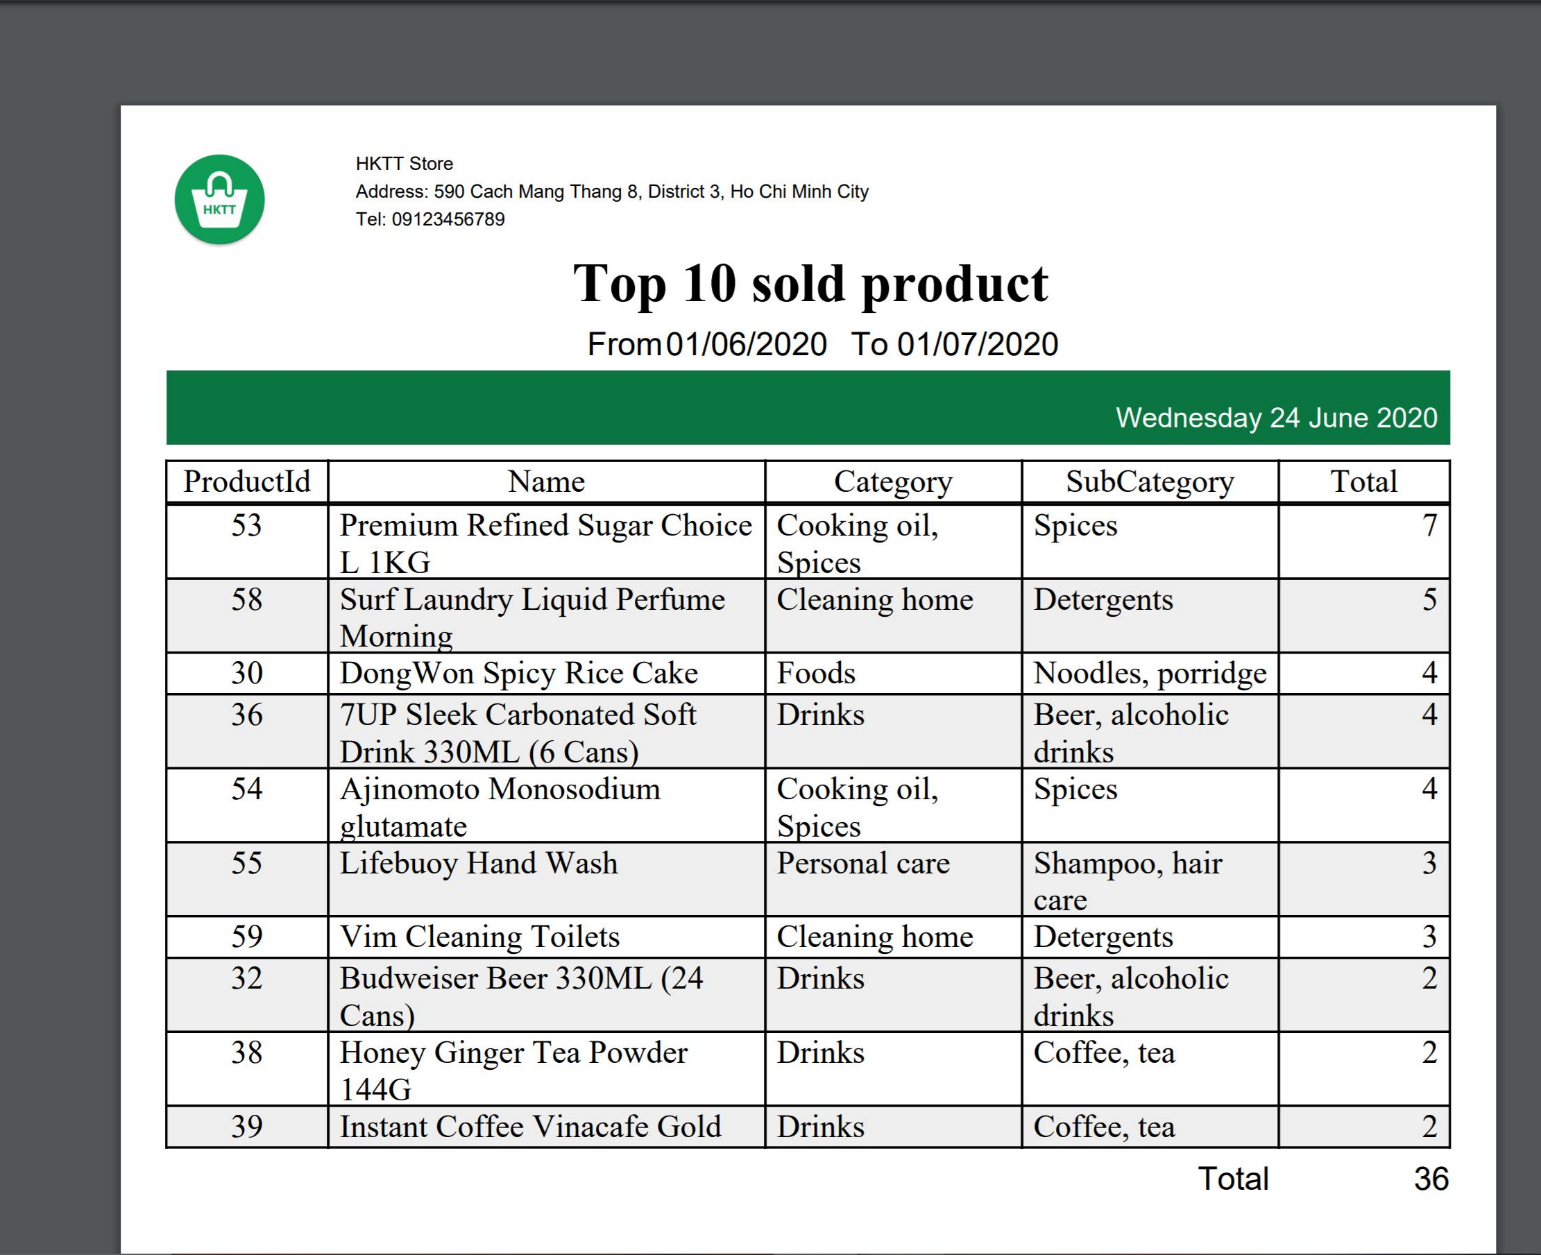 HKTT
HKTT Store
Address: 590 Cach Mang Thang 8, District 3, Ho Chi Minh City
Tel: 09123456789
Top 10 sold product
From 01/06/2020 To 01/07/2020
Wednesday 24 June 2020
ProductId Name Category SubCategory Total
53 Premium Refined Sugar Choice Cooking oil, Spices 7
L 1KG Spices
58 Surf Laundry Liquid Perfume Cleaning home Detergents 5
Morning
30 DongWon Spicy Rice Cake Foods Noodles, porridge 4
36 7UP Sleek Carbonated Soft Drinks Beer, alcoholic 4
Drink 330ML (6 Cans) drinks
54 Ajinomoto Monosodium Cooking oil, Spices 4
glutamate Spices
55 Lifebuoy Hand Wash Personal care Shampoo, hair 3
care
59 Vim Cleaning Toilets Cleaning home Detergents 3
32 Budweiser Beer 330ML (24 Drinks Beer, alcoholic 2
Cans) drinks
38 Honey Ginger Tea Powder Drinks Coffee, tea 2
144G
39 Instant Coffee Vinacafe Gold Drinks Coffee, tea 2
Total 36